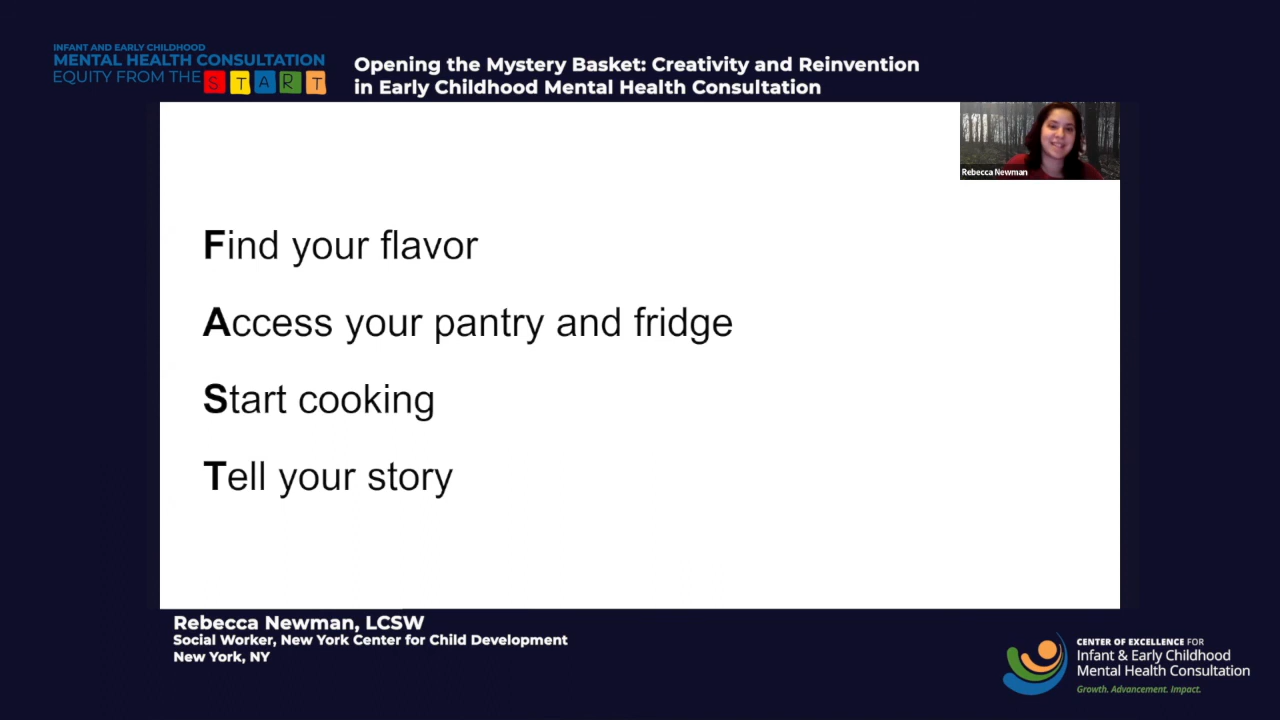 INFANT AND EARLY CHILDHOOD
MENTAL HEALTH CONSULTATION
EQUITY FROM THE START
Opening the Mystery Basket: Creativity and Reinvention
in Early Childhood Mental Health Consultation
Rebecca Newman
Find your flavor
Access your pantry and fridge
Start cooking
Tell your story
Rebecca Newman, LCSW
Social Worker, New York Center for Child Development
New York, NY
CENTER OF EXCELLENCE FOR
Infant & Early Childhood
Mental Health Consultation
Growth. Advancement. Impact.